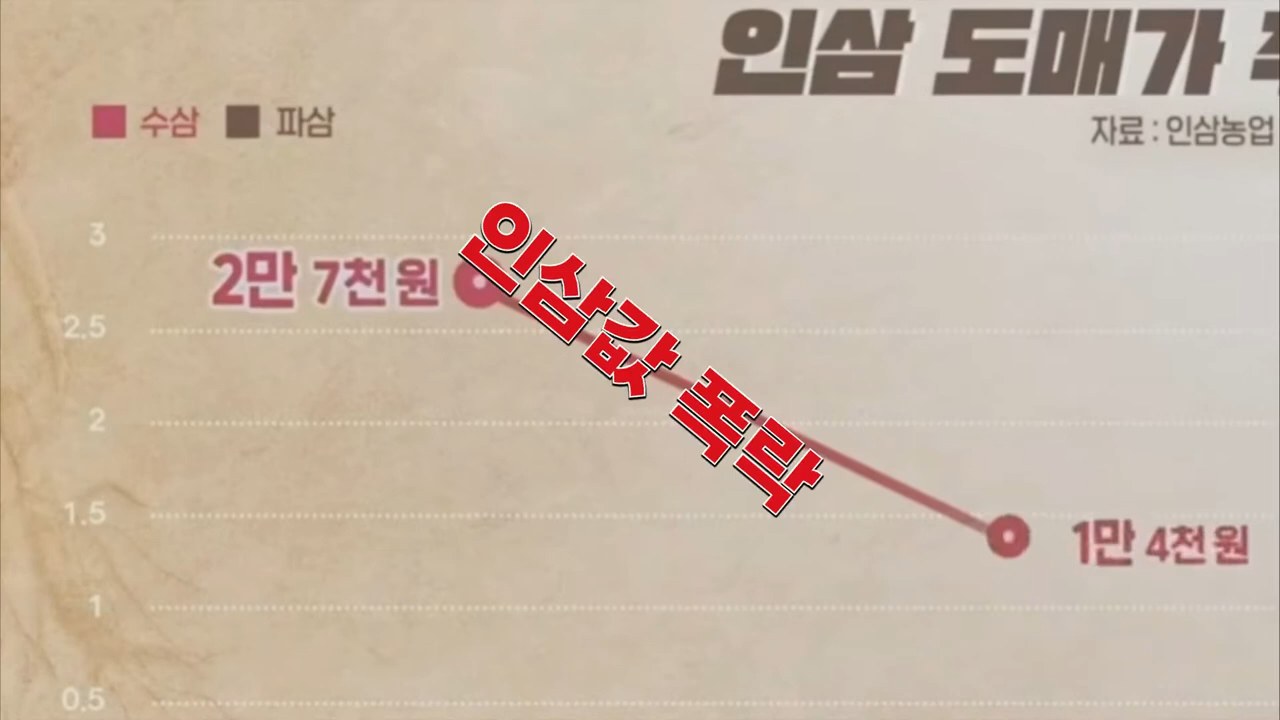 인삼 도매가
수삼 파삼
자료 : 인삼농업
3
2만 7천 원
2.5
2
인삼값 폭락
1.5
1만 4천 원
1
0.5